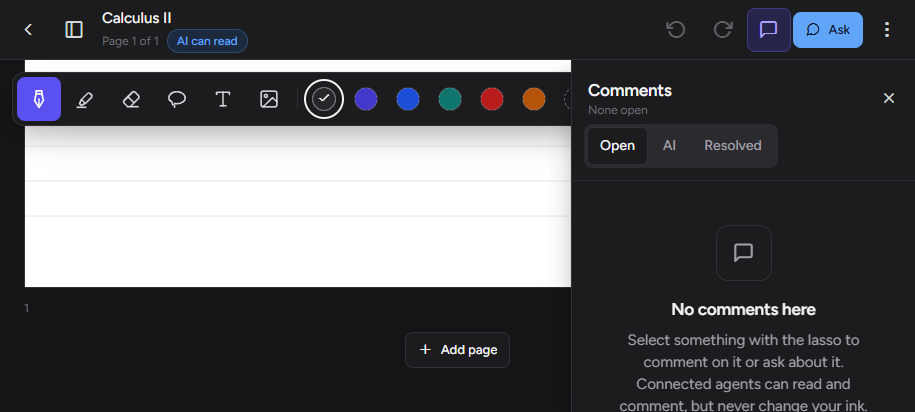 Calculus II
Page 1 of 1
AI can read
Ask
Comments
None open
Open
AI
Resolved
No comments here
Select something with the lasso to
comment on it or ask about it.
Connected agents can read and
comment, but never change your ink.
1
Add page